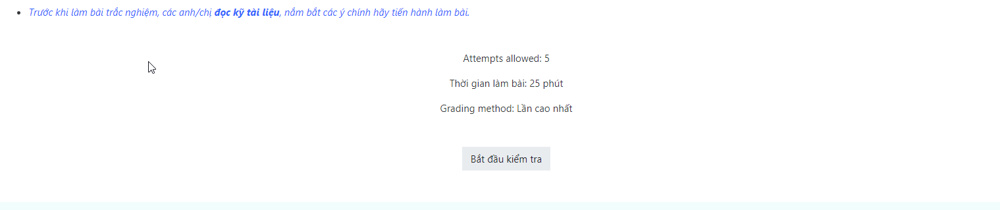 Trước khi làm bài trắc nghiệm, các anh/chị đọc kỹ tài liệu, nắm bắt các ý chính hãy tiến hành làm bài.
Attempts allowed: 5
Thời gian làm bài: 25 phút
Grading method: Lần cao nhất
Bắt đầu kiểm tra